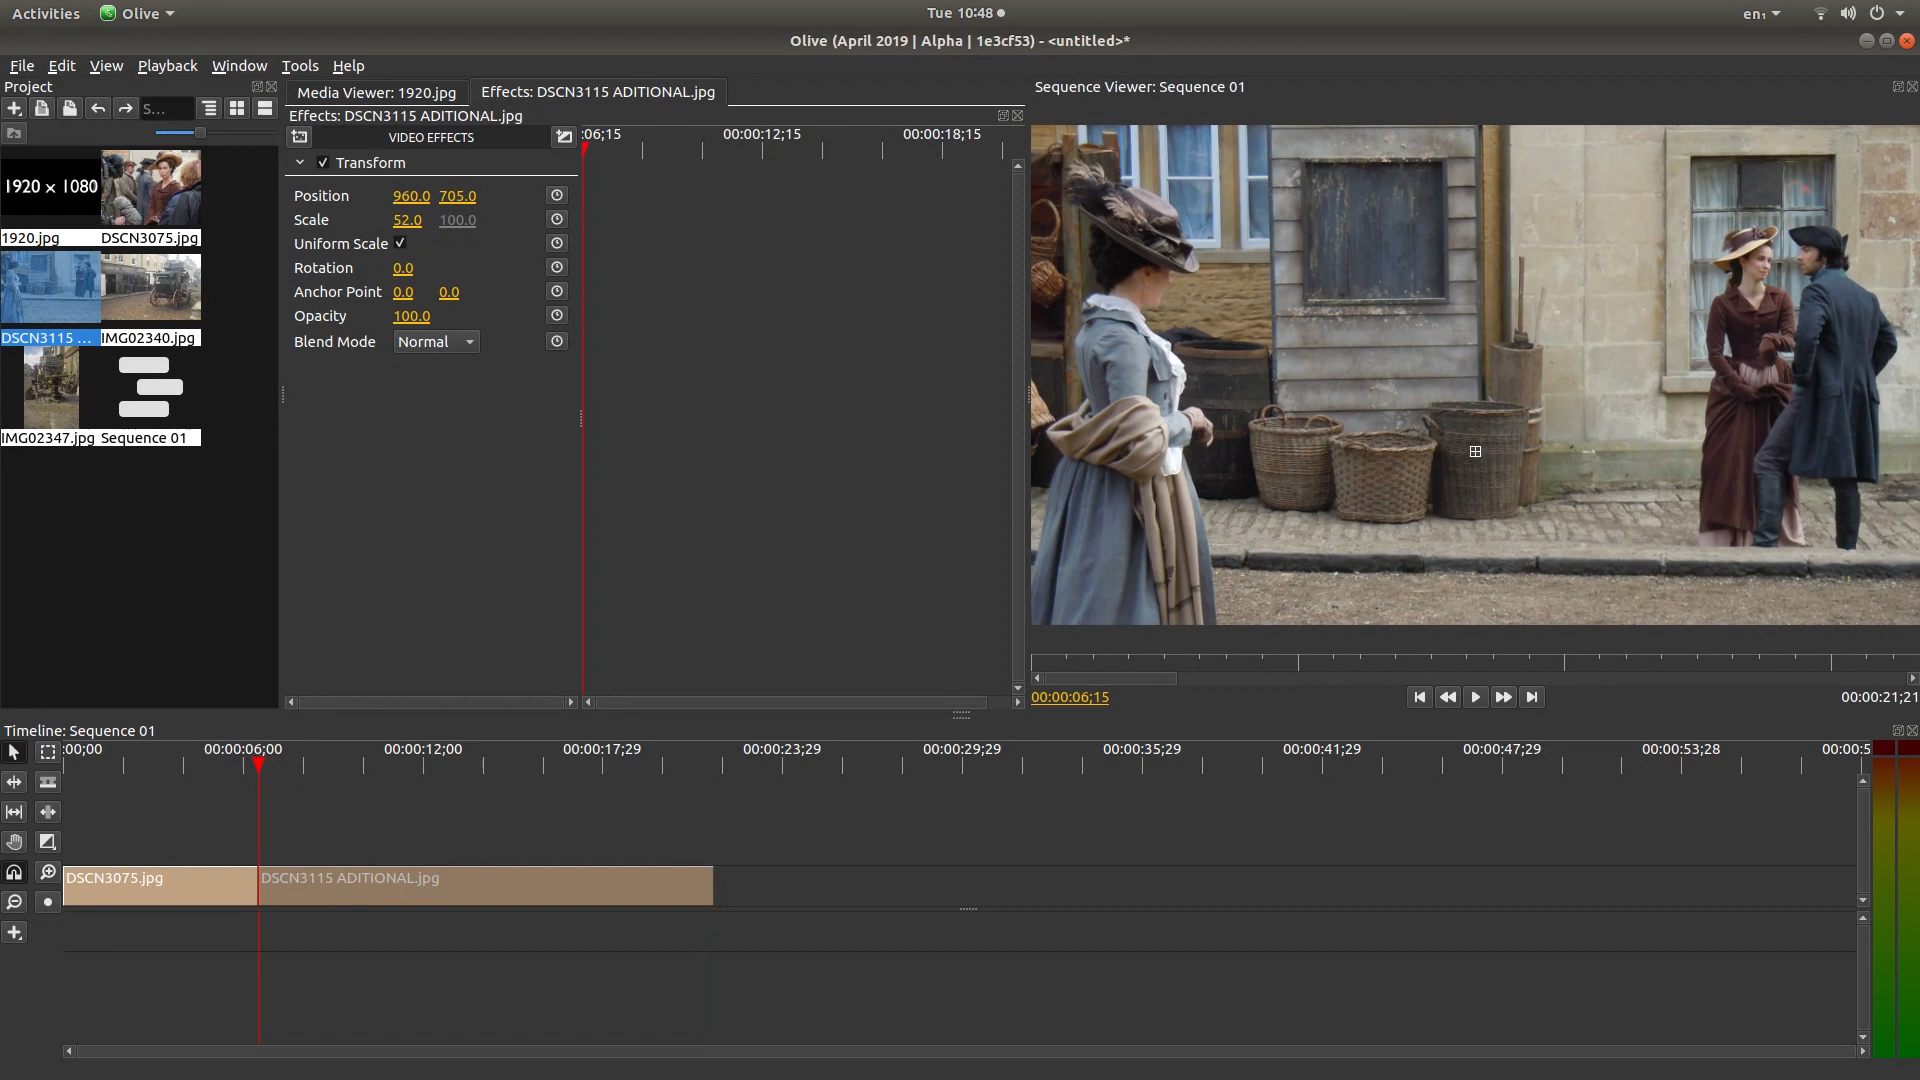 Activities Olive Tue 10:48 en₁
Olive (April 2019 | Alpha | 1e3cf53) - <untitled>*
File Edit View Playback Window Tools Help
Project
S...
1920 × 1080
1920.jpg DSCN3075.jpg
DSCN3115 ... IMG02340.jpg
IMG02347.jpg Sequence 01
Media Viewer: 1920.jpg Effects: DSCN3115 ADITIONAL.jpg
Effects: DSCN3115 ADITIONAL.jpg
VIDEO EFFECTS :06;15 00:00:12;15 00:00:18;15
Transform
Position 960.0 705.0
Scale 52.0 100.0
Uniform Scale
Rotation 0.0
Anchor Point 0.0 0.0
Opacity 100.0
Blend Mode Normal
Sequence Viewer: Sequence 01
00:00:06;15 00:00:21;21
Timeline: Sequence 01
:00;00 00:00:06;00 00:00:12;00 00:00:17;29 00:00:23;29 00:00:29;29 00:00:35;29 00:00:41;29 00:00:47;29 00:00:53;28 00:00:5
DSCN3075.jpg DSCN3115 ADITIONAL.jpg